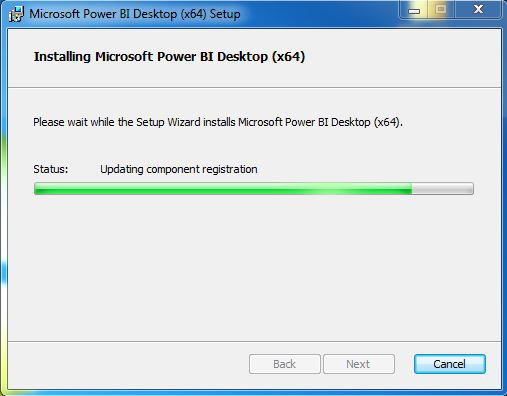 Microsoft Power BI Desktop (x64) Setup
Installing Microsoft Power BI Desktop (x64)
Please wait while the Setup Wizard installs Microsoft Power BI Desktop (x64).
Status: Updating component registration
Back Next Cancel